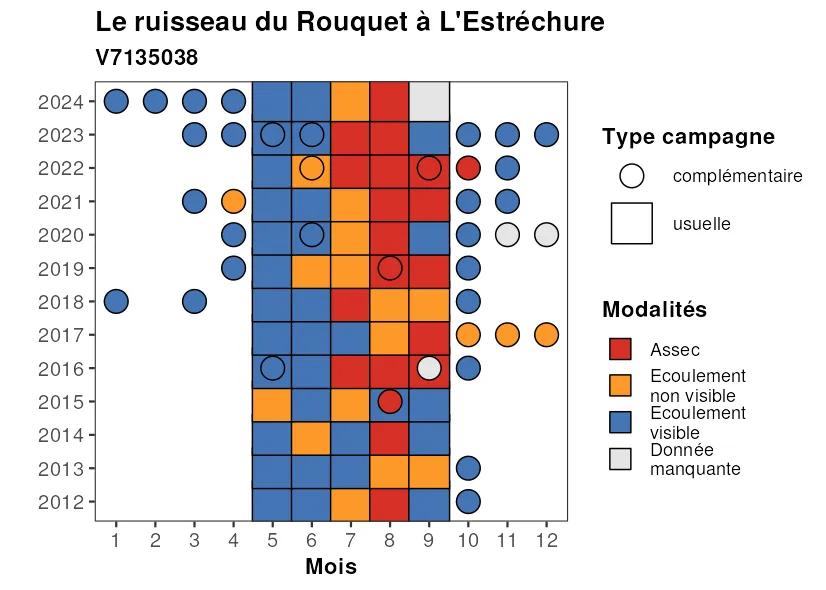 Le ruisseau du Rouquet à L'Estréchure
V7135038
2024
2023
2022
2021
2020
2019
2018
2017
2016
2015
2014
2013
2012
1 2 3 4 5 6 7 8 9 10 11 12
Mois
Type campagne
complémentaire
usuelle
Modalités
Assec
Ecoulement
non visible
Ecoulement
visible
Donnée
manquante